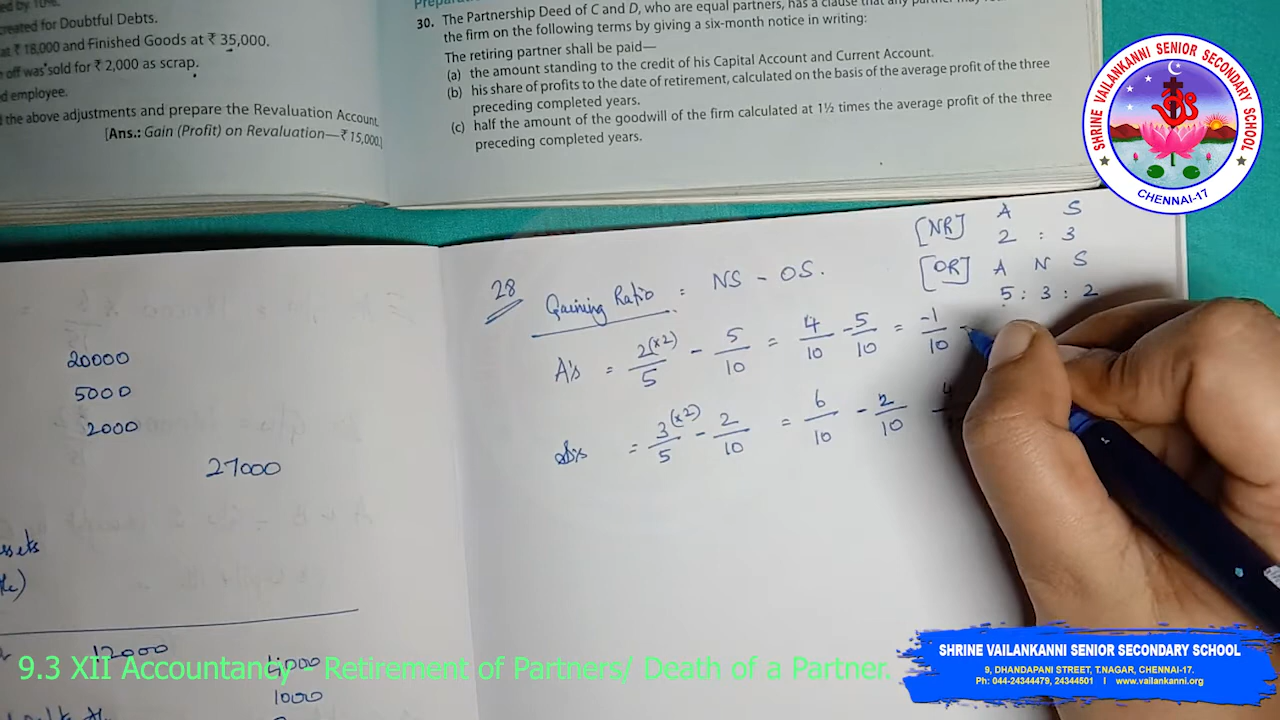 ed by 10%.
created for Doubtful Debts.
at ₹ 18,000 and Finished Goods at ₹ 35,000.
off was sold for ₹ 2,000 as scrap.
d employee.
d the above adjustments and prepare the Revaluation Account.
[Ans.: Gain (Profit) on Revaluation—₹ 15,000.]
30. The Partnership Deed of C and D, who are equal partners, has a clause that any partner may
the firm on the following terms by giving a six-month notice in writing:
The retiring partner shall be paid—
(a) the amount standing to the credit of his Capital Account and Current Account.
(b) his share of profits to the date of retirement, calculated on the basis of the average profit of the three
preceding completed years.
(c) half the amount of the goodwill of the firm calculated at 1½ times the average profit of the three
preceding completed years.
SHRINE VAILANKANNI SENIOR SECONDARY SCHOOL
CHENNAI-17
[NR] A S
2 : 3
[OR] A N S
5 : 3 : 2
28 Gaining Ratio = NS - OS.
A's = 2(x2)/5 - 5/10 = 4/10 - 5/10 = -1/10
S's = 3(x2)/5 - 2/10 = 6/10 - 2/10 4
20000
5000
2000
27000
ssets
12000
1000
9.3 XII Accountancy - Retirement of Partners/ Death of a Partner.
SHRINE VAILANKANNI SENIOR SECONDARY SCHOOL
9, DHANDAPANI STREET, T.NAGAR, CHENNAI-17.
Ph: 044-24344479, 24344501 I www.vailankanni.org